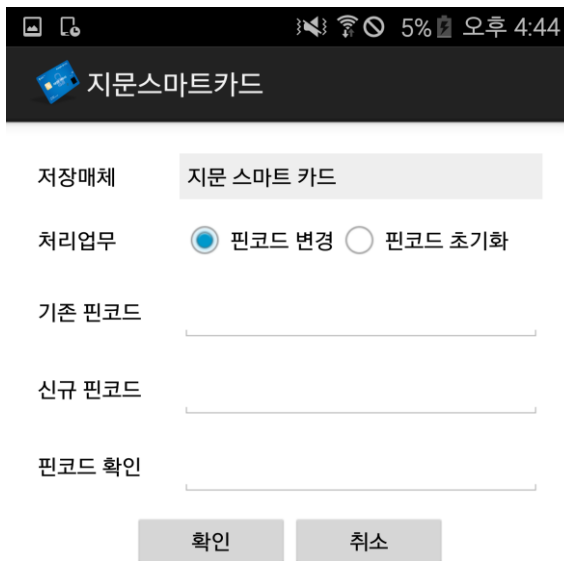 5% 오후 4:44
지문스마트카드
저장매체 지문 스마트 카드
처리업무 핀코드 변경 핀코드 초기화
기존 핀코드
신규 핀코드
핀코드 확인
확인 취소